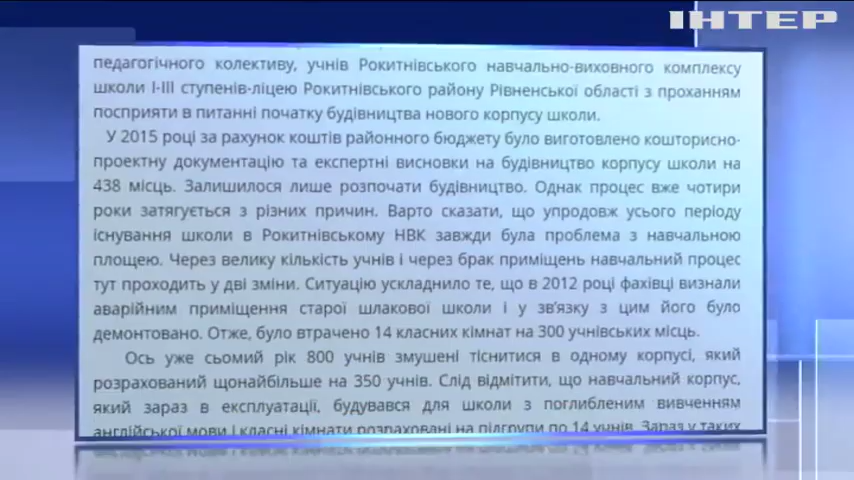 ІНТЕР
педагогічного колективу, учнів Рокитнівського навчально-виховного комплексу
школи І-ІІІ ступенів-ліцею Рокитнівського району Рівненської області з проханням
посприяти в питанні початку будівництва нового корпусу школи.
У 2015 році за рахунок коштів районного бюджету було виготовлено кошторисно-
проектну документацію та експертні висновки на будівництво корпусу школи на
438 місць. Залишилося лише розпочати будівництво. Однак процес вже чотири
роки затягується з різних причин. Варто сказати, що упродовж усього періоду
існування школи в Рокитнівському НВК завжди була проблема з навчальною
площею. Через велику кількість учнів і через брак приміщень навчальний процес
тут проходить у дві зміни. Ситуацію ускладнило те, що в 2012 році фахівці визнали
аварійним приміщення старої шлакової школи і у зв'язку з цим його було
демонтовано. Отже, було втрачено 14 класних кімнат на 300 учнівських місць.
Ось уже сьомий рік 800 учнів змушені тіснитися в одному корпусі, який
розрахований щонайбільше на 350 учнів. Слід відмітити, що навчальний корпус,
який зараз в експлуатації, будувався для школи з поглибленим вивченням
англійської мови і класні кімнати розраховані на підгрупи по 14 учнів. Зараз у таких